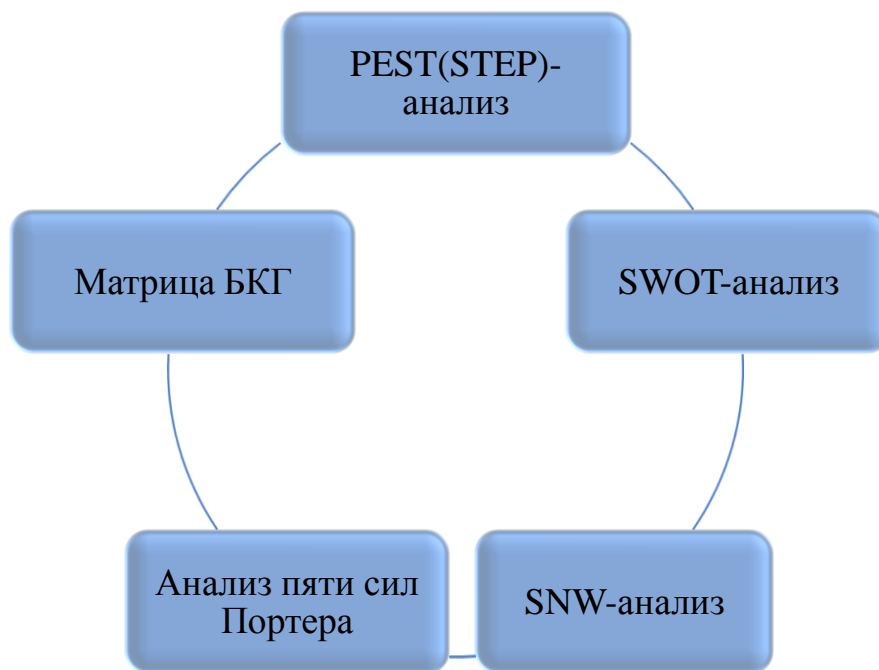 PEST(STEP)-
анализ
Матрица БКГ
SWOT-анализ
Анализ пяти сил
Портера
SNW-анализ